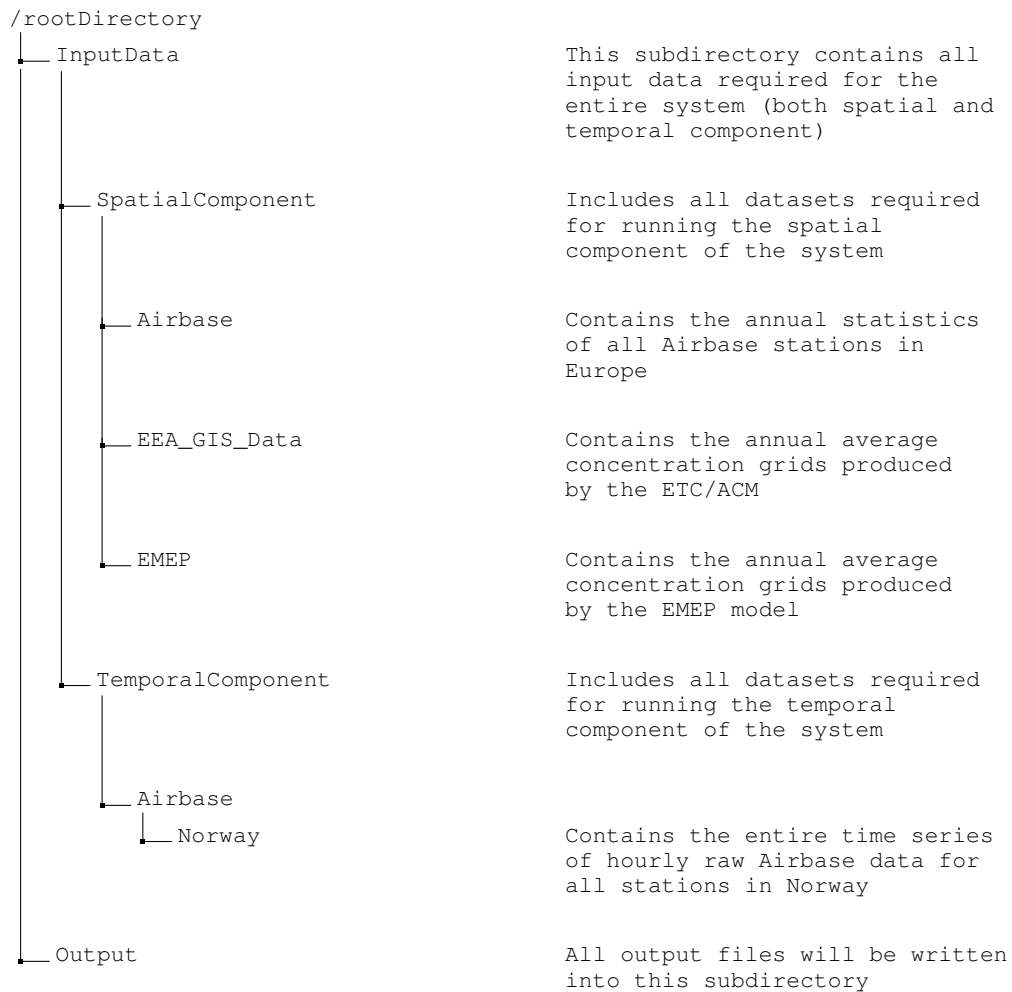 /rootDirectory
InputData
This subdirectory contains all
input data required for the
entire system (both spatial and
temporal component)
SpatialComponent
Includes all datasets required
for running the spatial
component of the system
Airbase
Contains the annual statistics
of all Airbase stations in
Europe
EEA_GIS_Data
Contains the annual average
concentration grids produced
by the ETC/ACM
EMEP
Contains the annual average
concentration grids produced
by the EMEP model
TemporalComponent
Includes all datasets required
for running the temporal
component of the system
Airbase
Norway
Contains the entire time series
of hourly raw Airbase data for
all stations in Norway
Output
All output files will be written
into this subdirectory